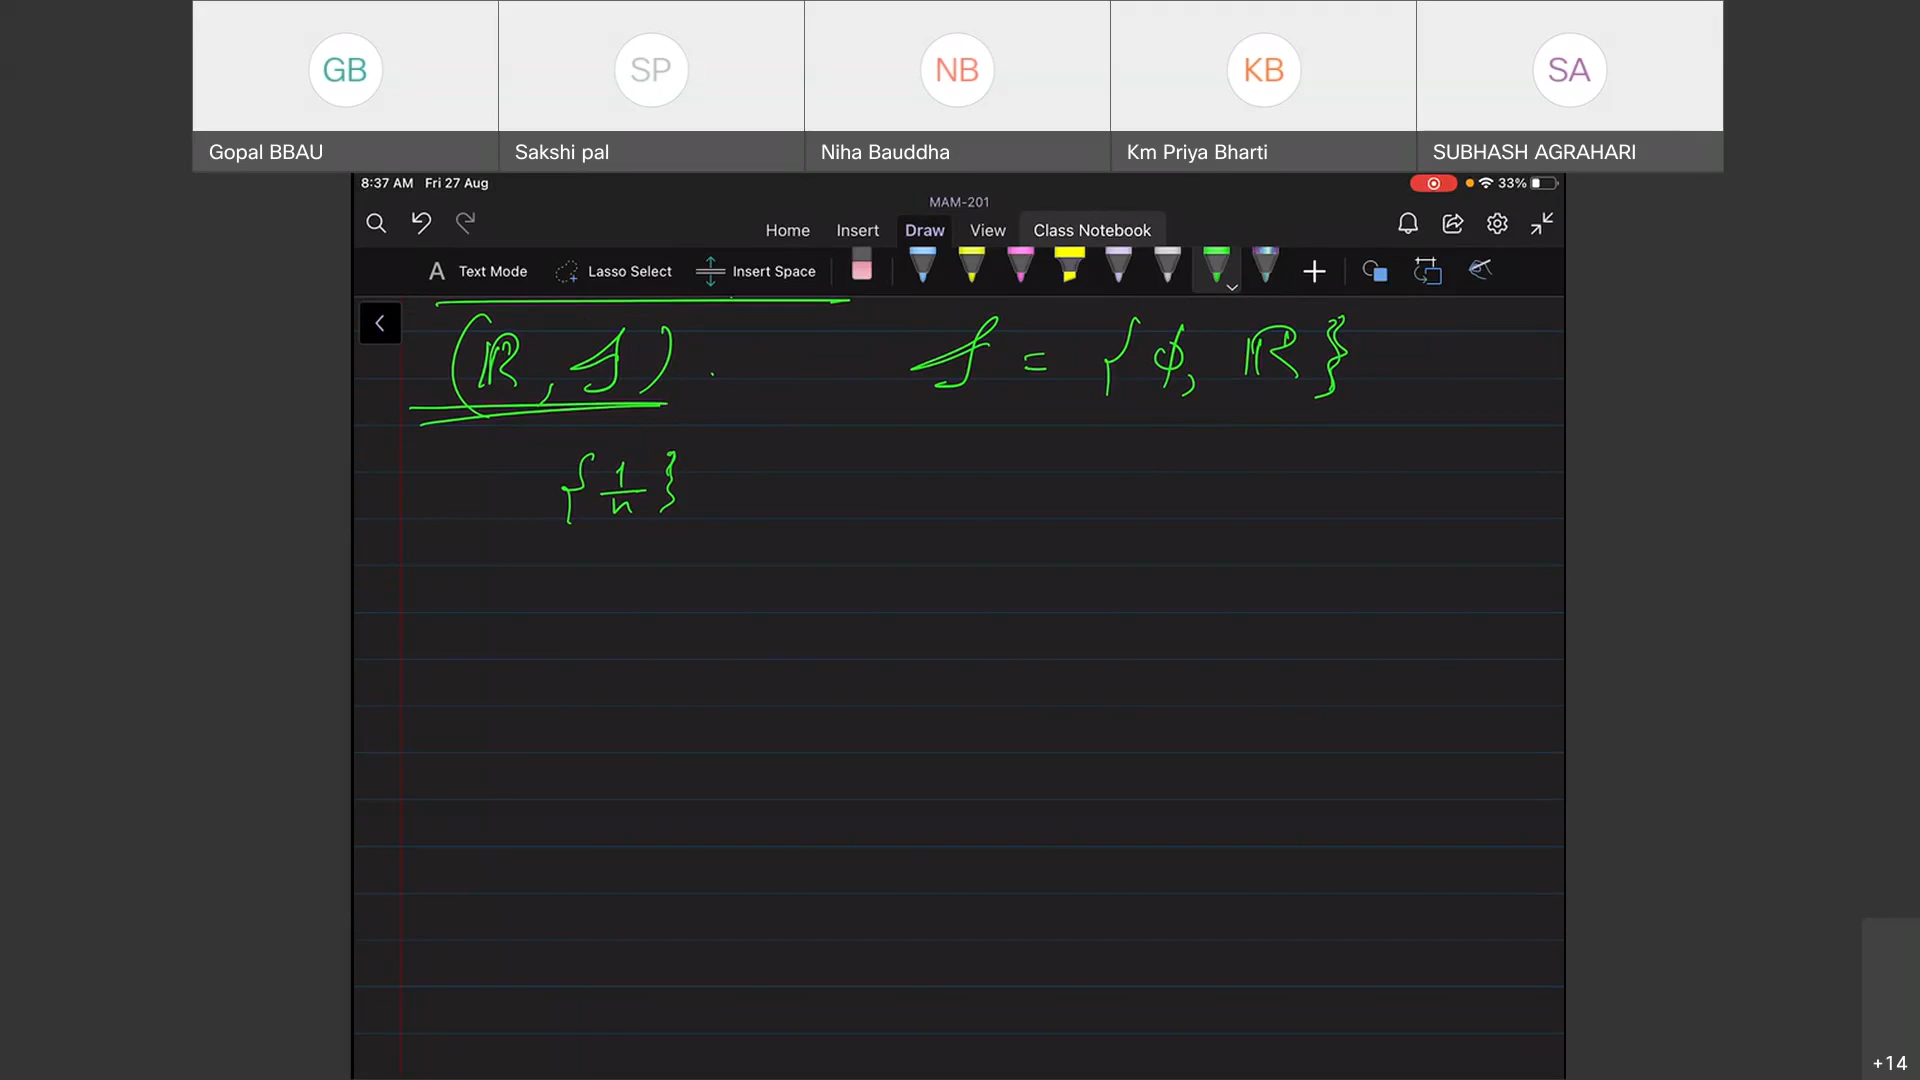 GB SP NB KB SA
Gopal BBAU Sakshi pal Niha Bauddha Km Priya Bharti SUBHASH AGRAHARI
8:37 AM Fri 27 Aug 33%
MAM-201
Home Insert Draw View Class Notebook
A Text Mode Lasso Select Insert Space
(ℝ, 𝒥). 𝒥 = {ϕ, ℝ}
{1/n}
+14